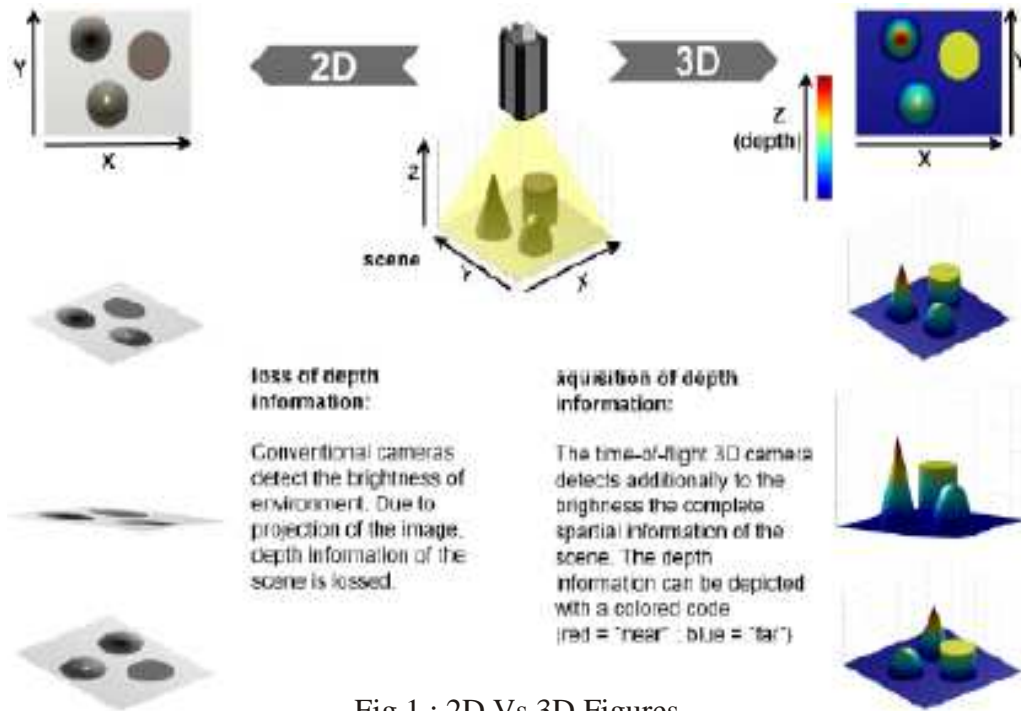 Y
X
2D
3D
Z
(depth)
Y
X
Z
scene
Y
X
loss of depth
information:
Conventional cameras
detect the brightness of
environment. Due to
projection of the image,
depth information of the
scene is lossed.
aquisition of depth
information:
The time-of-flight 3D camera
detects additionally to the
brighness the complete
spatial information of the
scene. The depth
information can be depicted
with a colored code
(red = "near" ; blue = "far")
Fig 1 : 2D Vs 3D Figures